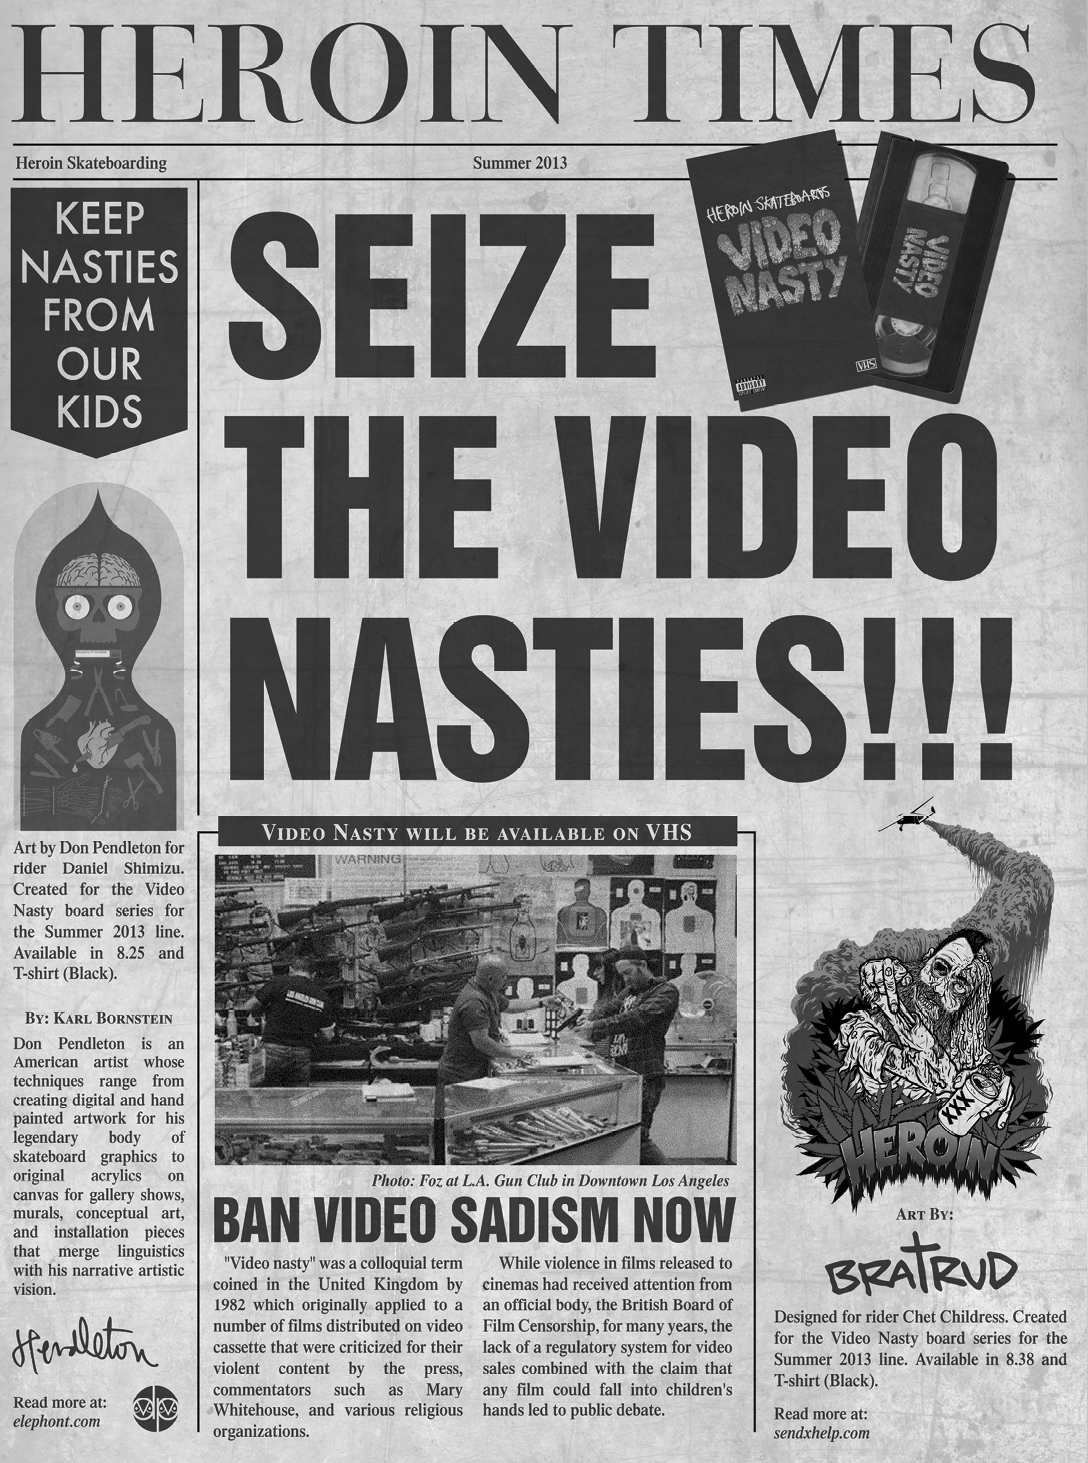 HEROIN TIMES
Heroin Skateboarding
Summer 2013
KEEP
NASTIES
FROM
OUR
KIDS
SEIZE
THE VIDEO
NASTIES!!!
HEROIN SKATEBOARDS
VIDEO
NASTY
VHS
ADVISORY
VIDEO
NASTY
Art by Don Pendleton for
rider Daniel Shimizu.
Created for the Video
Nasty board series for
the Summer 2013 line.
Available in 8.25 and
T-shirt (Black).
By: Karl Bornstein
Don Pendleton is an
American artist whose
techniques range from
creating digital and hand
painted artwork for his
legendary body of
skateboard graphics to
original acrylics on
canvas for gallery shows,
murals, conceptual art,
and installation pieces
that merge linguistics
with his narrative artistic
vision.
Pendleton
Read more at:
elephont.com
Video Nasty will be available on VHS
WARNING
Photo: Foz at L.A. Gun Club in Downtown Los Angeles
BAN VIDEO SADISM NOW
"Video nasty" was a colloquial term
coined in the United Kingdom by
1982 which originally applied to a
number of films distributed on video
cassette that were criticized for their
violent content by the press,
commentators such as Mary
Whitehouse, and various religious
organizations.
While violence in films released to
cinemas had received attention from
an official body, the British Board of
Film Censorship, for many years, the
lack of a regulatory system for video
sales combined with the claim that
any film could fall into children's
hands led to public debate.
XXX
HEROIN
Art By:
BRATRUD
Designed for rider Chet Childress. Created
for the Video Nasty board series for the
Summer 2013 line. Available in 8.38 and
T-shirt (Black).
Read more at:
sendxhelp.com